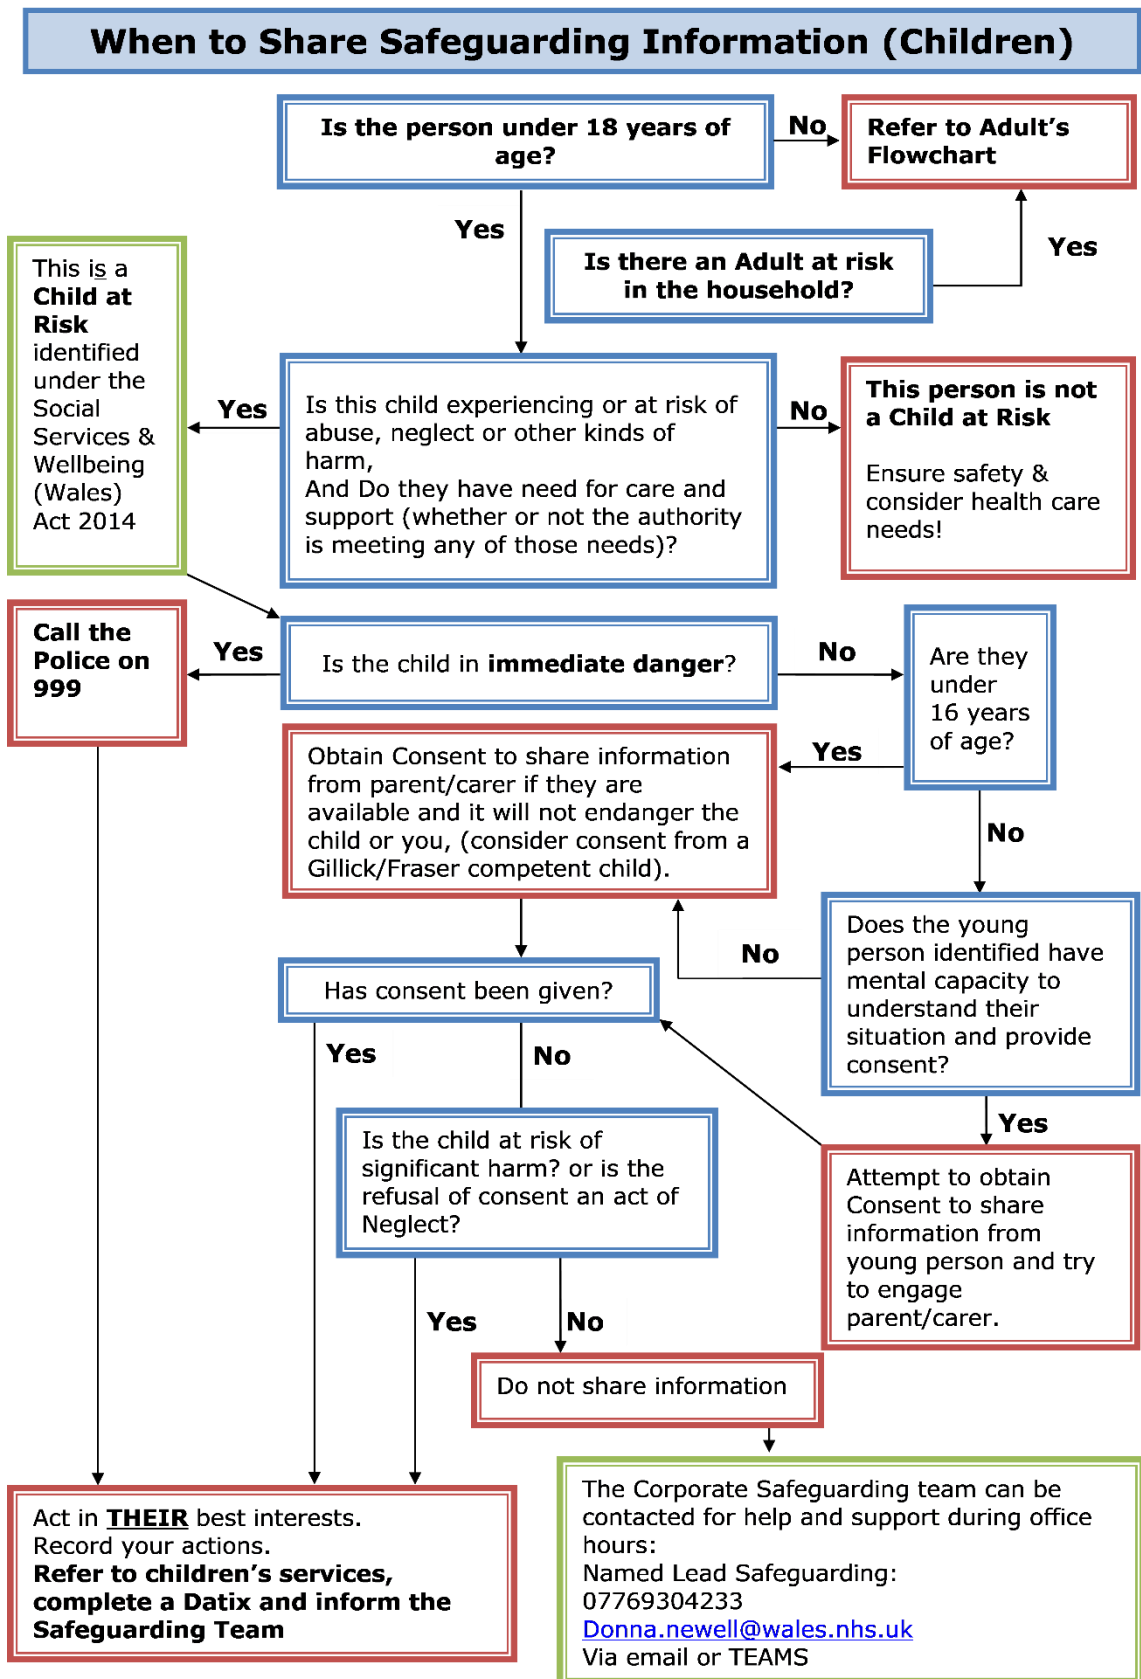 When to Share Safeguarding Information (Children)
Is the person under 18 years of
age?
No
Refer to Adult's
Flowchart
Yes
Is there an Adult at risk
in the household?
Yes
This is a
Child at
Risk
identified
under the
Social
Services &
Wellbeing
(Wales)
Act 2014
Yes
Is this child experiencing or at risk of
abuse, neglect or other kinds of
harm,
And Do they have need for care and
support (whether or not the authority
is meeting any of those needs)?
No
This person is not
a Child at Risk
Ensure safety &
consider health care
needs!
Call the
Police on
999
Yes
Is the child in immediate danger?
No
Are they
under
16 years
of age?
Yes
Obtain Consent to share information
from parent/carer if they are
available and it will not endanger the
child or you, (consider consent from a
Gillick/Fraser competent child).
No
Does the young
person identified have
mental capacity to
understand their
situation and provide
consent?
No
Has consent been given?
Yes
No
Yes
Is the child at risk of
significant harm? or is the
refusal of consent an act of
Neglect?
Attempt to obtain
Consent to share
information from
young person and try
to engage
parent/carer.
Yes
No
Do not share information
Act in THEIR best interests.
Record your actions.
Refer to children's services,
complete a Datix and inform the
Safeguarding Team
The Corporate Safeguarding team can be
contacted for help and support during office
hours:
Named Lead Safeguarding:
07769304233
Donna.newell@wales.nhs.uk
Via email or TEAMS